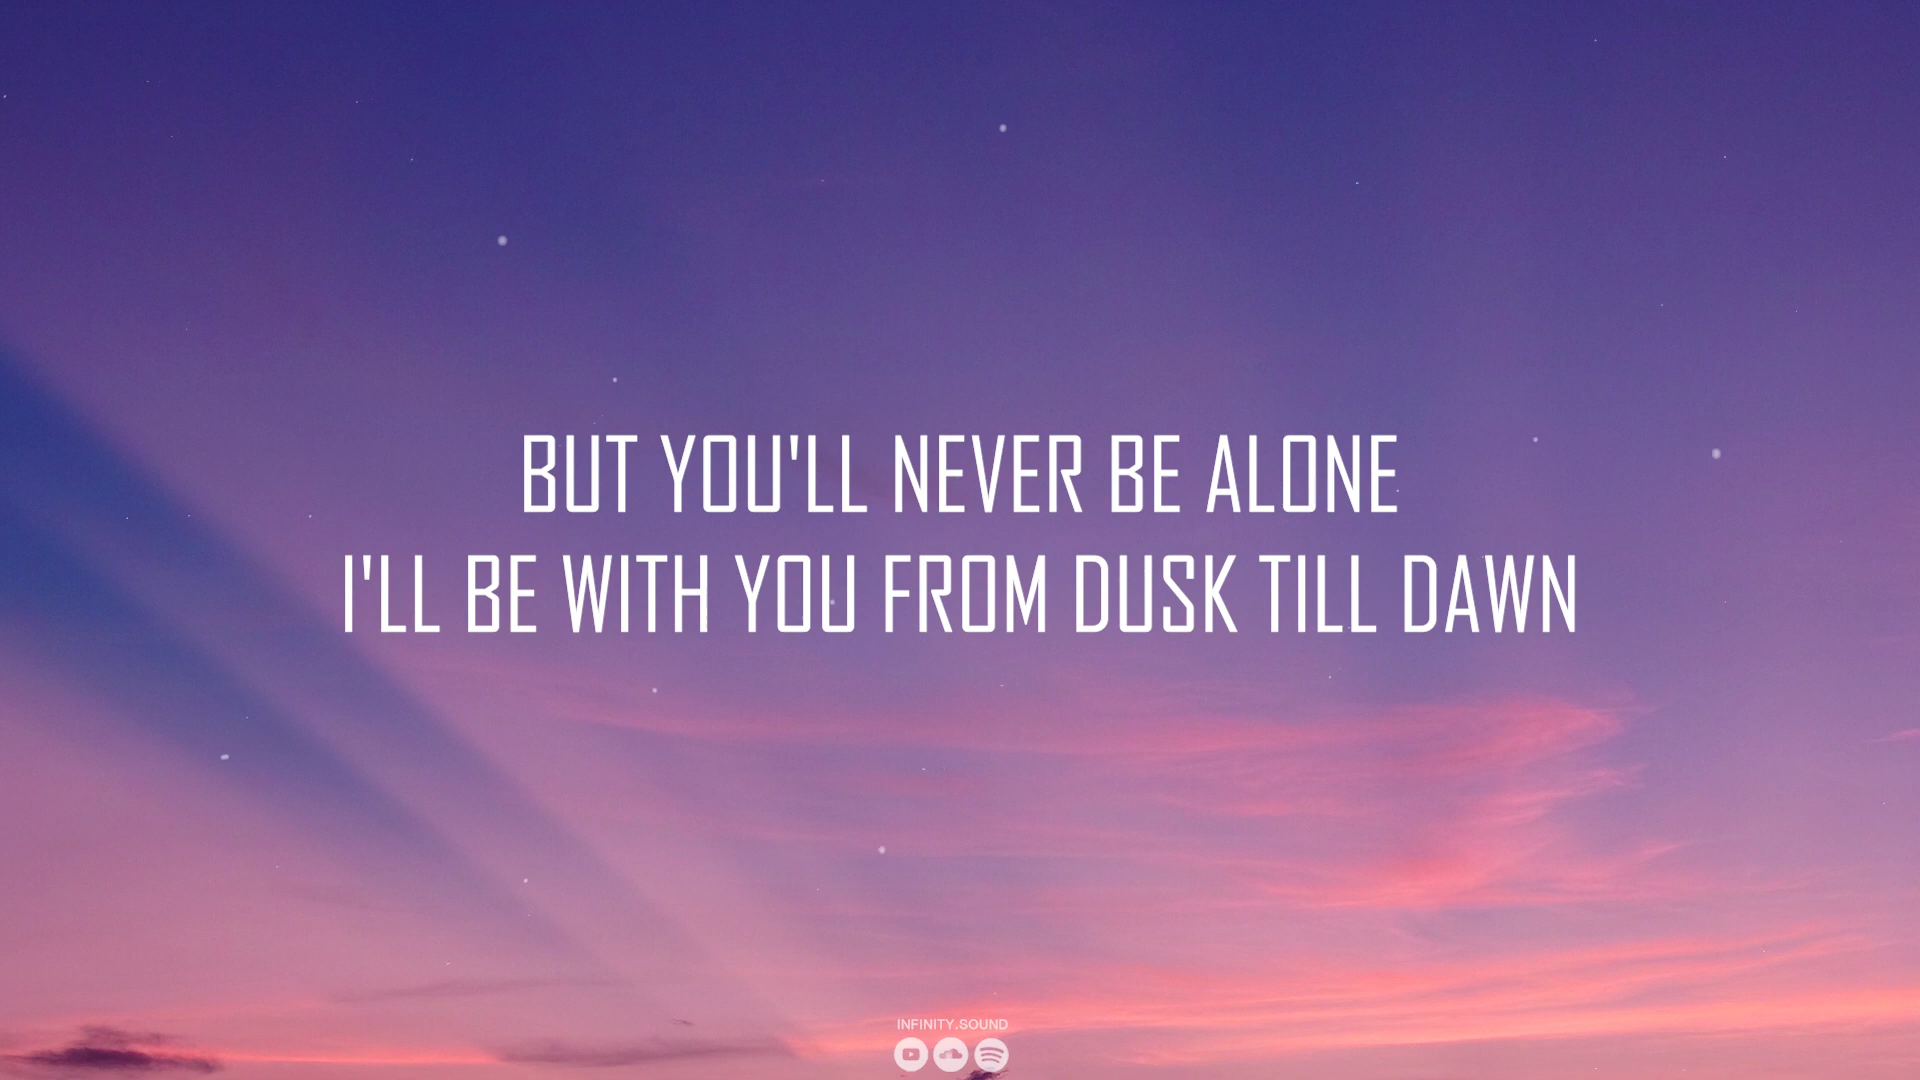 BUT YOU'LL NEVER BE ALONE
I'LL BE WITH YOU FROM DUSK TILL DAWN
INFINITY.SOUND